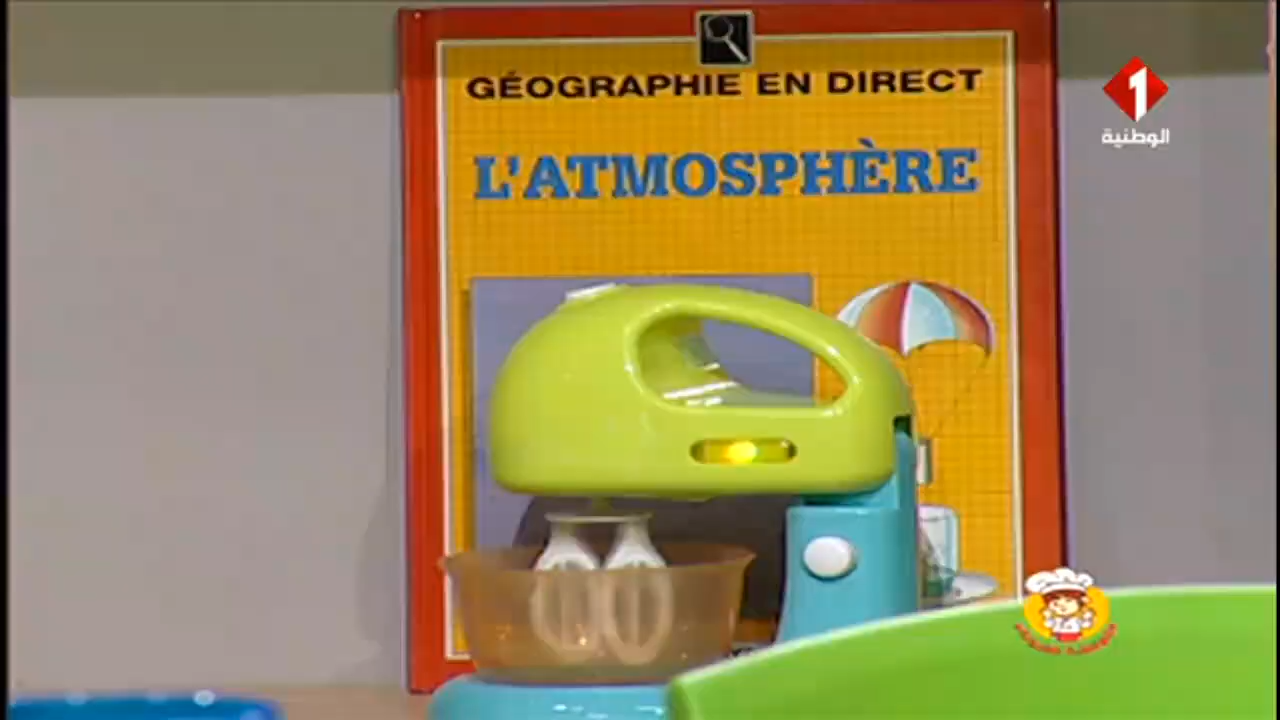 GÉOGRAPHIE EN DIRECT
L'ATMOSPHÈRE
1
الوطنية